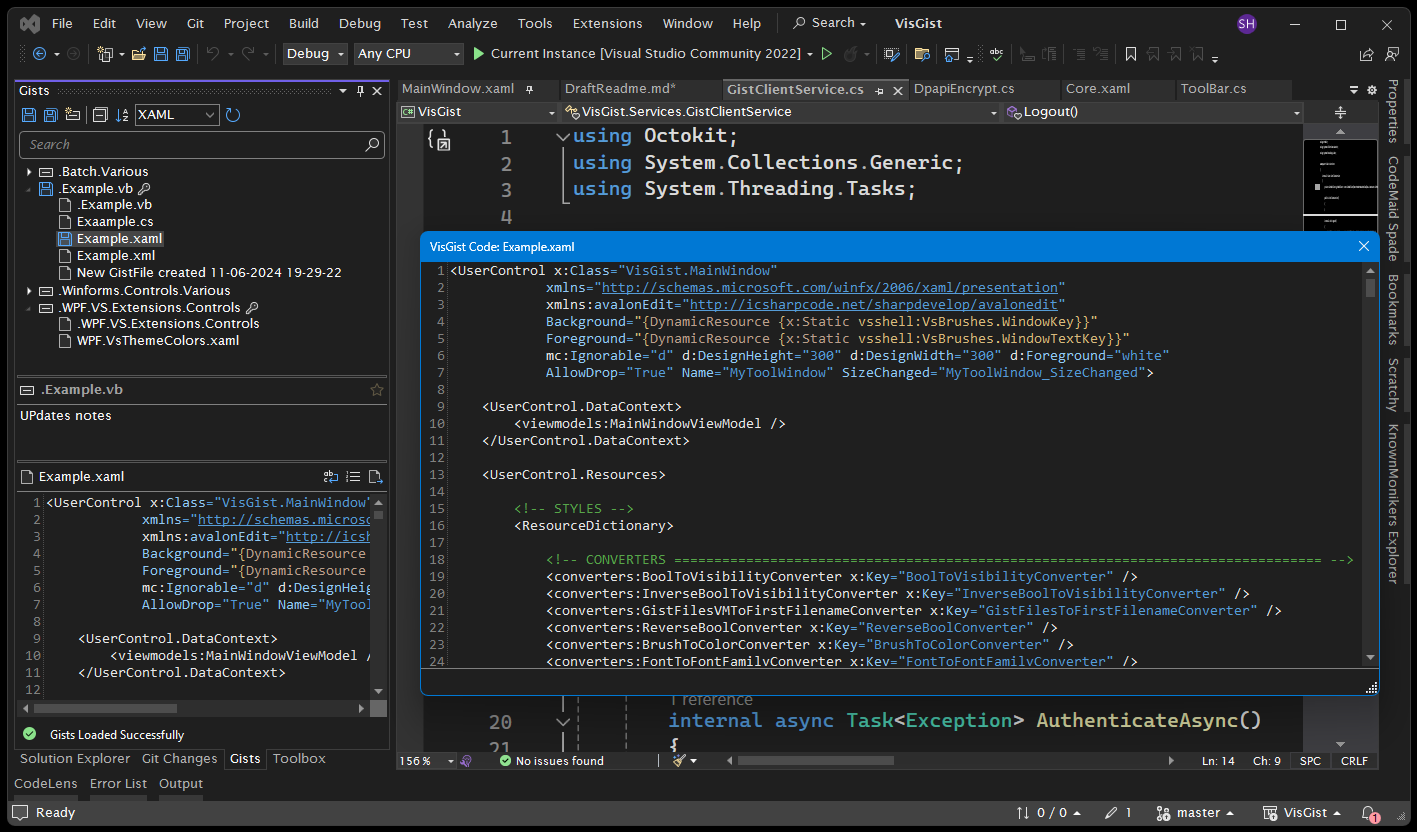 File Edit View Git Project Build Debug Test Analyze Tools Extensions Window Help Search VisGist SH
Debug Any CPU Current Instance [Visual Studio Community 2022] abc
Gists
XAML
Search
.Batch.Various
.Example.vb
.Example.vb
Exaample.cs
Example.xaml
Example.xml
New GistFile created 11-06-2024 19-29-22
.Winforms.Controls.Various
.WPF.VS.Extensions.Controls
.WPF.VS.Extensions.Controls
WPF.VsThemeColors.xaml
.Example.vb
UPdates notes
Example.xaml
1 <UserControl x:Class="VisGist.MainWindow"
2 xmlns="http://schemas.microso
3 xmlns:avalonEdit="http://icsh
4 Background="{DynamicResource
5 Foreground="{DynamicResource
6 mc:Ignorable="d" d:DesignHeig
7 AllowDrop="True" Name="MyTool
8
9 <UserControl.DataContext>
10 <viewmodels:MainWindowViewModel /
11 </UserControl.DataContext>
12
Gists Loaded Successfully
Solution Explorer Git Changes Gists Toolbox
MainWindow.xaml DraftReadme.md* GistClientService.cs DpapiEncrypt.cs Core.xaml ToolBar.cs
VisGist VisGist.Services.GistClientService Logout()
1 using Octokit;
2 using System.Collections.Generic;
3 using System.Threading.Tasks;
4
VisGist Code: Example.xaml
1 <UserControl x:Class="VisGist.MainWindow"
2 xmlns="http://schemas.microsoft.com/winfx/2006/xaml/presentation"
3 xmlns:avalonEdit="http://icsharpcode.net/sharpdevelop/avalonedit"
4 Background="{DynamicResource {x:Static vsshell:VsBrushes.WindowKey}}"
5 Foreground="{DynamicResource {x:Static vsshell:VsBrushes.WindowTextKey}}"
6 mc:Ignorable="d" d:DesignHeight="300" d:DesignWidth="300" d:Foreground="white"
7 AllowDrop="True" Name="MyToolWindow" SizeChanged="MyToolWindow_SizeChanged">
8
9 <UserControl.DataContext>
10 <viewmodels:MainWindowViewModel />
11 </UserControl.DataContext>
12
13 <UserControl.Resources>
14
15 <!-- STYLES -->
16 <ResourceDictionary>
17
18 <!-- CONVERTERS ================================================================================= -->
19 <converters:BoolToVisibilityConverter x:Key="BoolToVisibilityConverter" />
20 <converters:InverseBoolToVisibilityConverter x:Key="InverseBoolToVisibilityConverter" />
21 <converters:GistFilesVMToFirstFilenameConverter x:Key="GistFilesToFirstFilenameConverter" />
22 <converters:ReverseBoolConverter x:Key="ReverseBoolConverter" />
23 <converters:BrushToColorConverter x:Key="BrushToColorConverter" />
24 <converters:FontToFontFamilyConverter x:Key="FontToFontFamilyConverter" />
1 reference
20 internal async Task<Exception> AuthenticateAsync()
21 {
156 % No issues found Ln: 14 Ch: 9 SPC CRLF
Properties
CodeMaid Spade
Bookmarks
Scratchy
KnownMonikers Explorer
CodeLens Error List Output
Ready 0 / 0 1 master VisGist 1